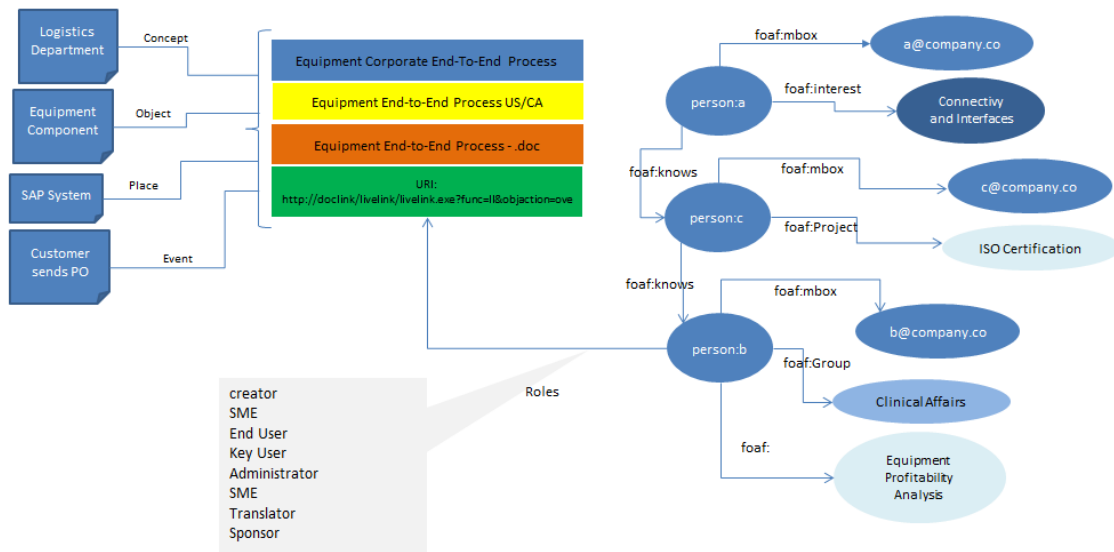 Logistics
Department
Concept
Equipment
Component
Object
SAP System
Place
Customer
sends PO
Event
Equipment Corporate End-To-End Process
Equipment End-to-End Process US/CA
Equipment End-to-End Process - .doc
URI:
http://doclink/livelink/livelink.exe?func=ll&objaction=ove
foaf:mbox
a@company.co
person:a
foaf:interest
Connectivy
and Interfaces
foaf:knows
foaf:mbox
c@company.co
person:c
foaf:Project
ISO Certification
foaf:knows
foaf:mbox
b@company.co
person:b
foaf:Group
Clinical Affairs
foaf:
Equipment
Profitability
Analysis
Roles
creator
SME
End User
Key User
Administrator
SME
Translator
Sponsor